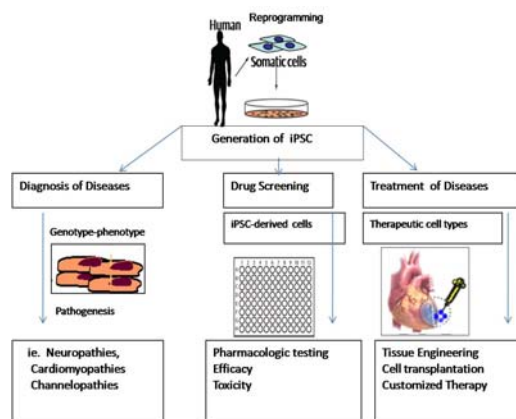 Reprogramming
Human
Somatic cells
Generation of iPSC
Diagnosis of Diseases
Drug Screening
Treatment of Diseases
iPSC-derived cells
Therapeutic cell types
Genotype-phenotype
Pathogenesis
ie. Neuropathies,
Cardiomyopathies
Channelopathies
Pharmacologic testing
Efficacy
Toxicity
Tissue Engineering
Cell transplantation
Customized Therapy